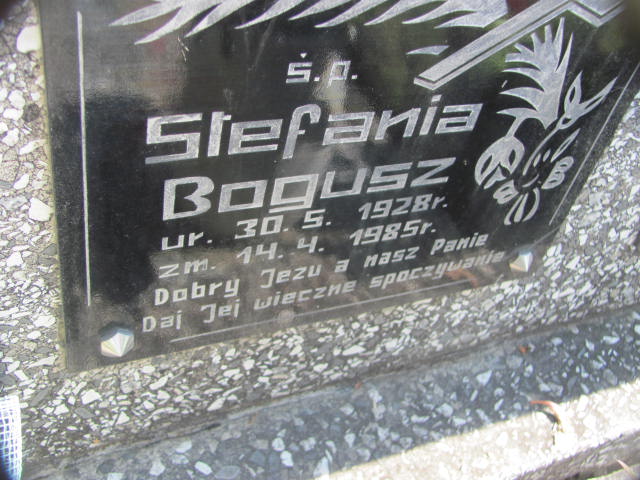 ś.p.
Stefania
Bogusz
ur. 30. 5. 1928r.
zm. 14. 4. 1985r.
Dobry Jezu a nasz Panie
Daj Jej wieczne spoczywanie